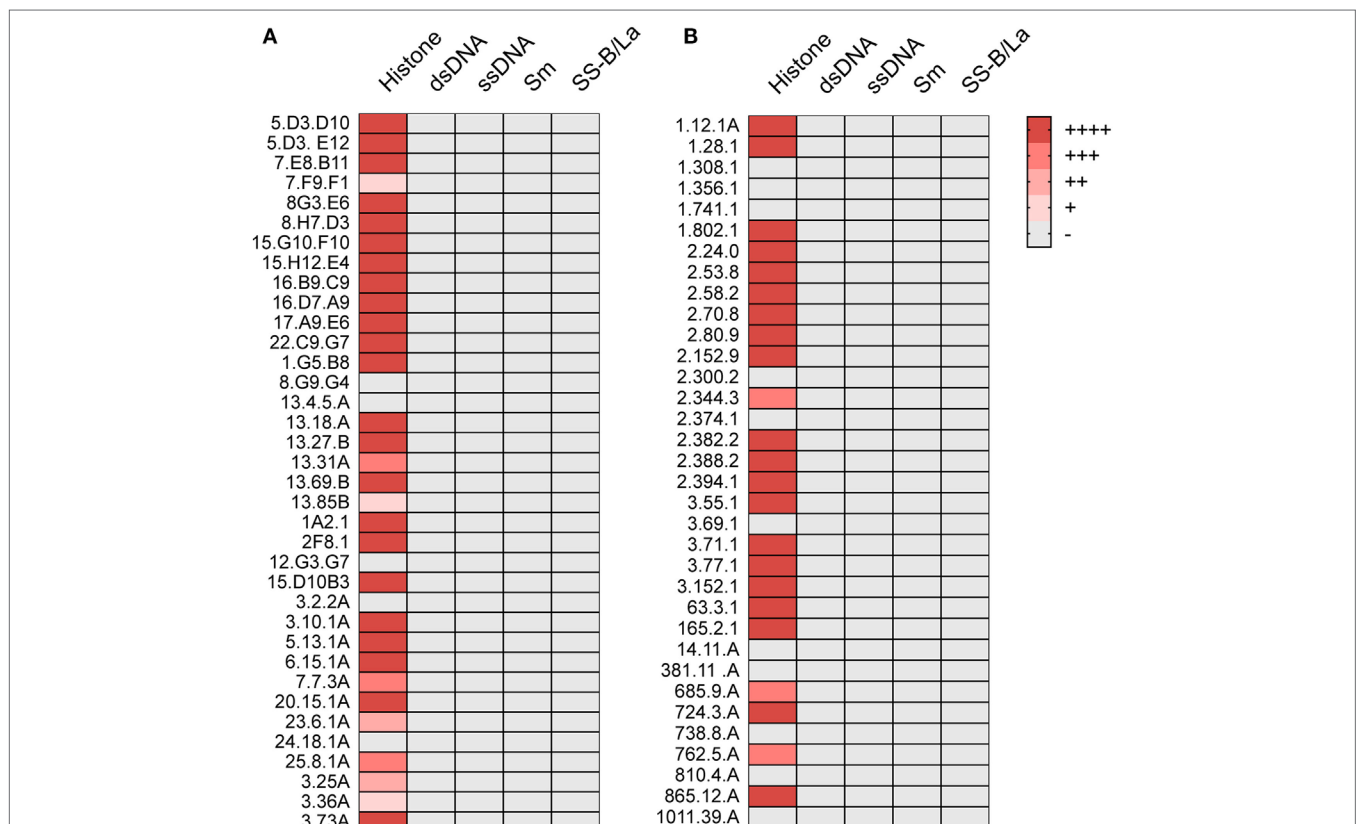 A
Histone
dsDNA
ssDNA
Sm
SS-B/La
5.D3.D10
5.D3. E12
7.E8.B11
7.F9.F1
8G3.E6
8.H7.D3
15.G10.F10
15.H12.E4
16.B9.C9
16.D7.A9
17.A9.E6
22.C9.G7
1.G5.B8
8.G9.G4
13.4.5.A
13.18.A
13.27.B
13.31A
13.69.B
13.85B
1A2.1
2F8.1
12.G3.G7
15.D10B3
3.2.2A
3.10.1A
5.13.1A
6.15.1A
7.7.3A
20.15.1A
23.6.1A
24.18.1A
25.8.1A
3.25A
3.36A
3.73A
B
Histone
dsDNA
ssDNA
Sm
SS-B/La
1.12.1A
1.28.1
1.308.1
1.356.1
1.741.1
1.802.1
2.24.0
2.53.8
2.58.2
2.70.8
2.80.9
2.152.9
2.300.2
2.344.3
2.374.1
2.382.2
2.388.2
2.394.1
3.55.1
3.69.1
3.71.1
3.77.1
3.152.1
63.3.1
165.2.1
14.11.A
381.11 .A
685.9.A
724.3.A
738.8.A
762.5.A
810.4.A
865.12.A
1011.39.A
++++
+++
++
+
-